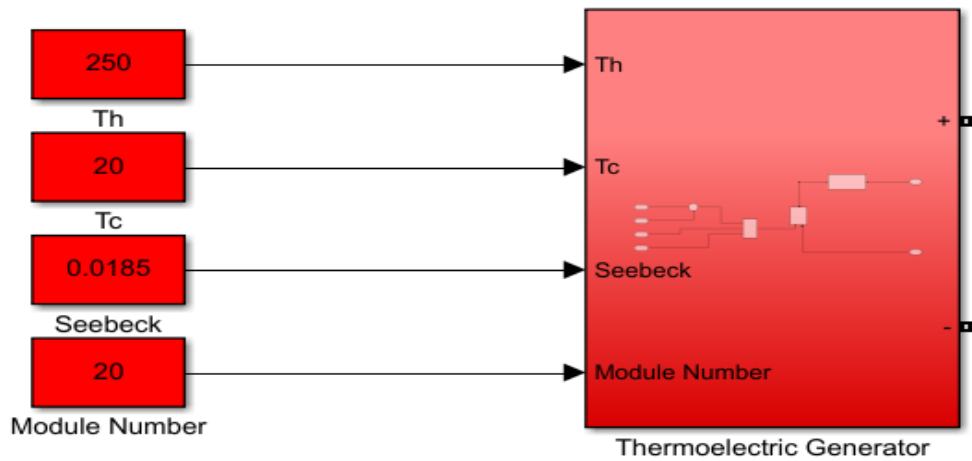 250
Th
Th
20
Tc
Tc
0.0185
Seebeck
Seebeck
20
Module Number
Module Number
+
-
Thermoelectric Generator